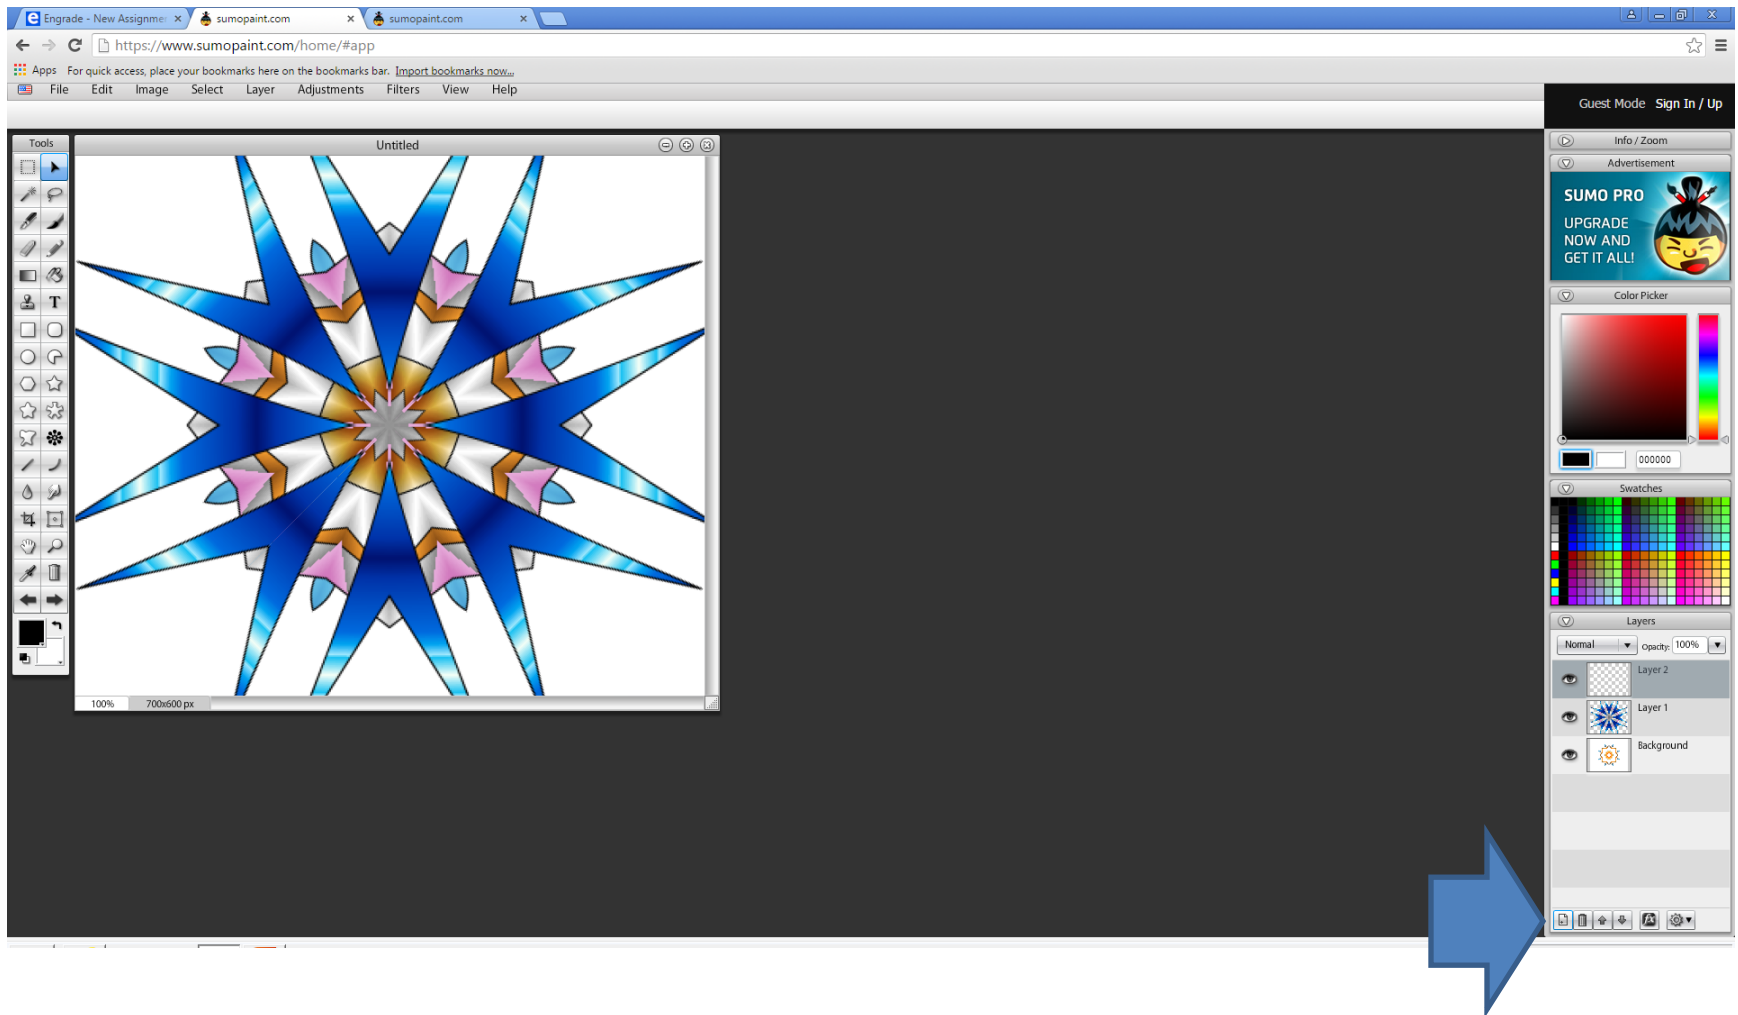 Engrade - New Assignme
sumopaint.com
sumopaint.com
https://www.sumopaint.com/home/#app
Apps For quick access, place your bookmarks here on the bookmarks bar. Import bookmarks now...
File Edit Image Select Layer Adjustments Filters View Help
Guest Mode Sign In / Up
Tools
Untitled
T
100% 700x600 px
Info / Zoom
Advertisement
SUMO PRO
UPGRADE
NOW AND
GET IT ALL!
Color Picker
000000
Swatches
Layers
Normal Opacity: 100%
Layer 2
Layer 1
Background